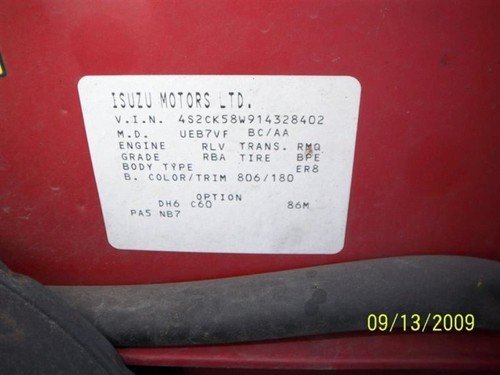 ISUZU MOTORS LTD.
V.I.N. 4S2CK58W914328402
M.D. UEB7VF BC/AA
ENGINE RLV TRANS. RMQ
GRADE RBA TIRE BPE
BODY TYPE ER8
B. COLOR/TRIM 806/180
OPTION
DH6 C60 86M
PA5 NB7
09/13/2009